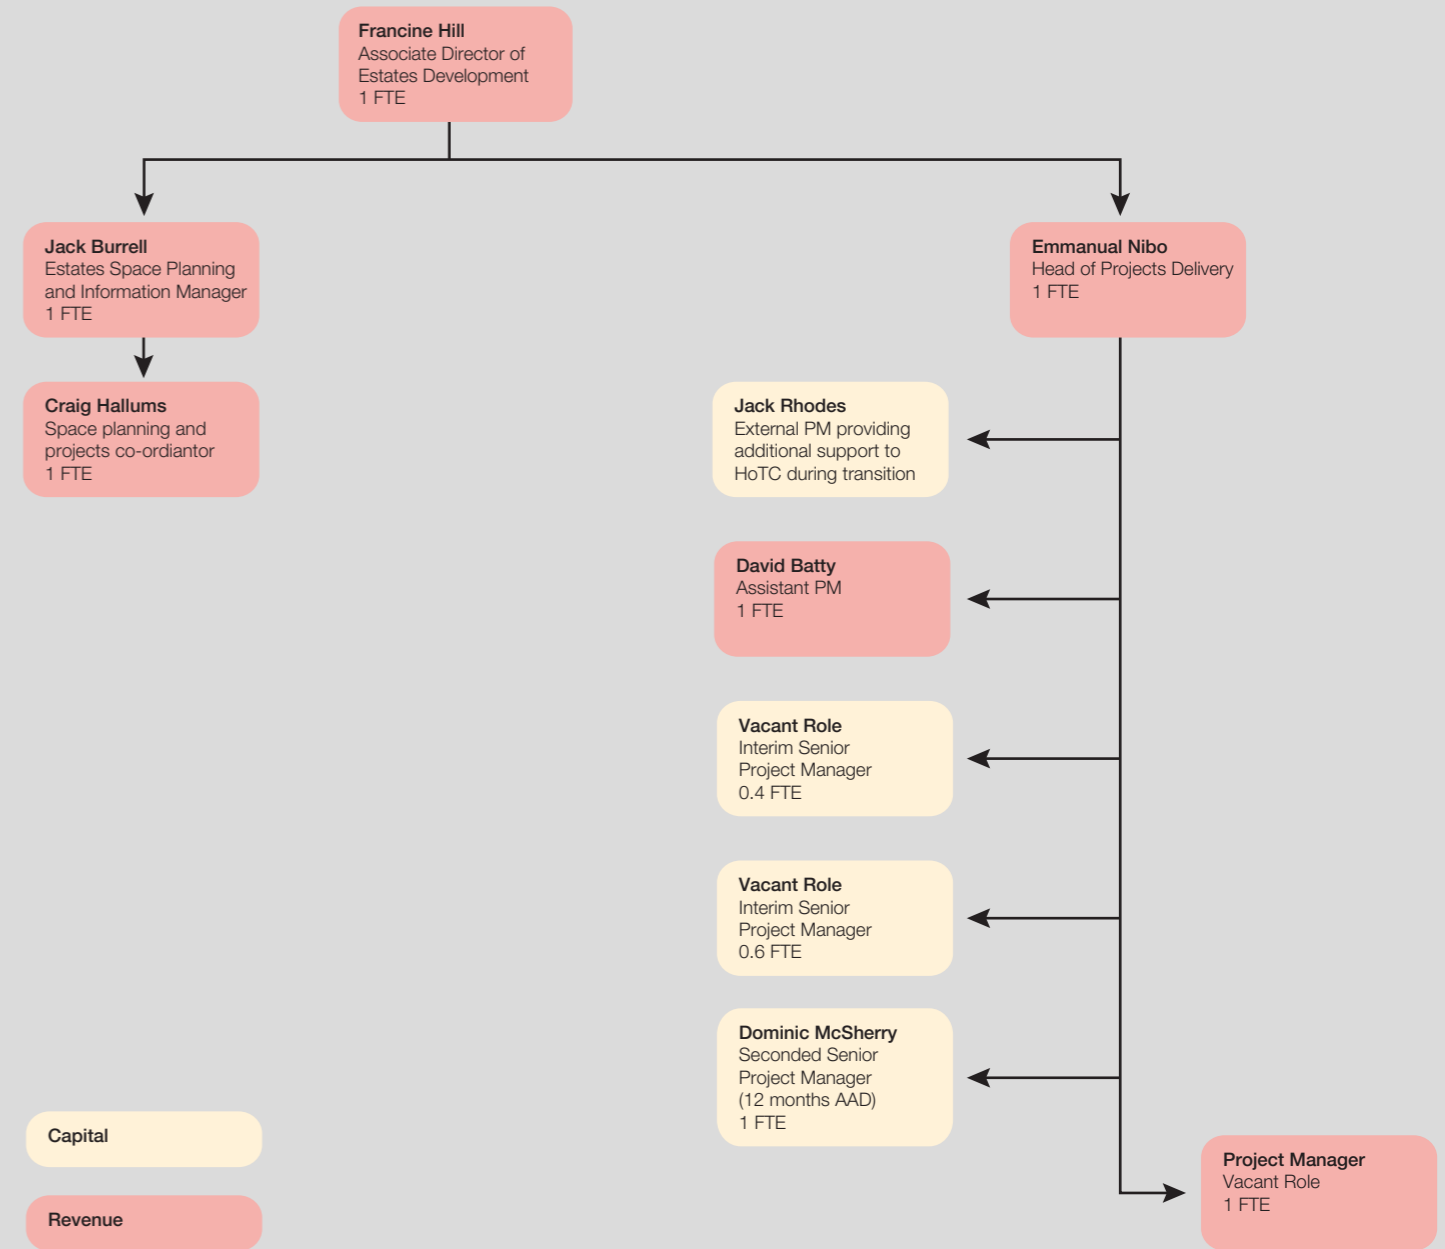 Francine Hill
Associate Director of
Estates Development
1 FTE
Jack Burrell
Estates Space Planning
and Information Manager
1 FTE
Emmanual Nibo
Head of Projects Delivery
1 FTE
Craig Hallums
Space planning and
projects co-ordiantor
1 FTE
Jack Rhodes
External PM providing
additional support to
HoTC during transition
David Batty
Assistant PM
1 FTE
Vacant Role
Interim Senior
Project Manager
0.4 FTE
Vacant Role
Interim Senior
Project Manager
0.6 FTE
Dominic McSherry
Seconded Senior
Project Manager
(12 months AAD)
1 FTE
Project Manager
Vacant Role
1 FTE
Capital
Revenue